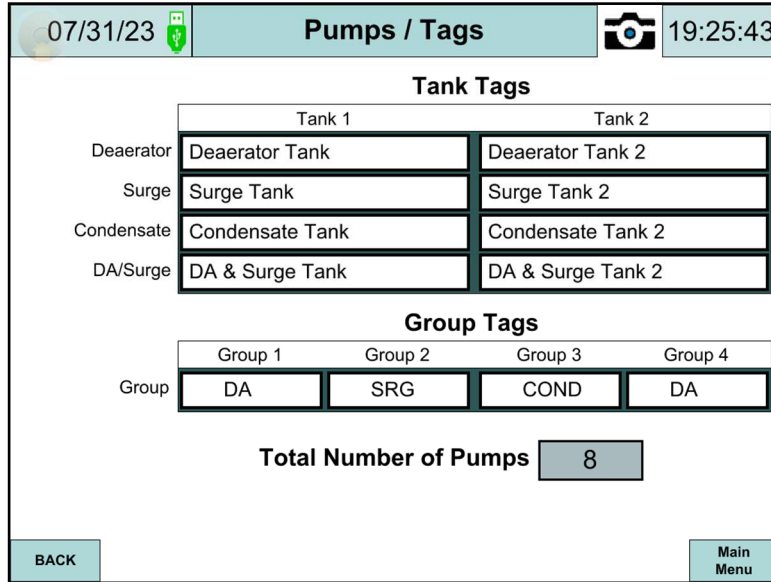 07/31/23 Pumps / Tags 19:25:43
Tank Tags
Tank 1 Tank 2
Deaerator Deaerator Tank Deaerator Tank 2
Surge Surge Tank Surge Tank 2
Condensate Condensate Tank Condensate Tank 2
DA/Surge DA & Surge Tank DA & Surge Tank 2
Group Tags
Group 1 Group 2 Group 3 Group 4
Group DA SRG COND DA
Total Number of Pumps 8
BACK Main
Menu